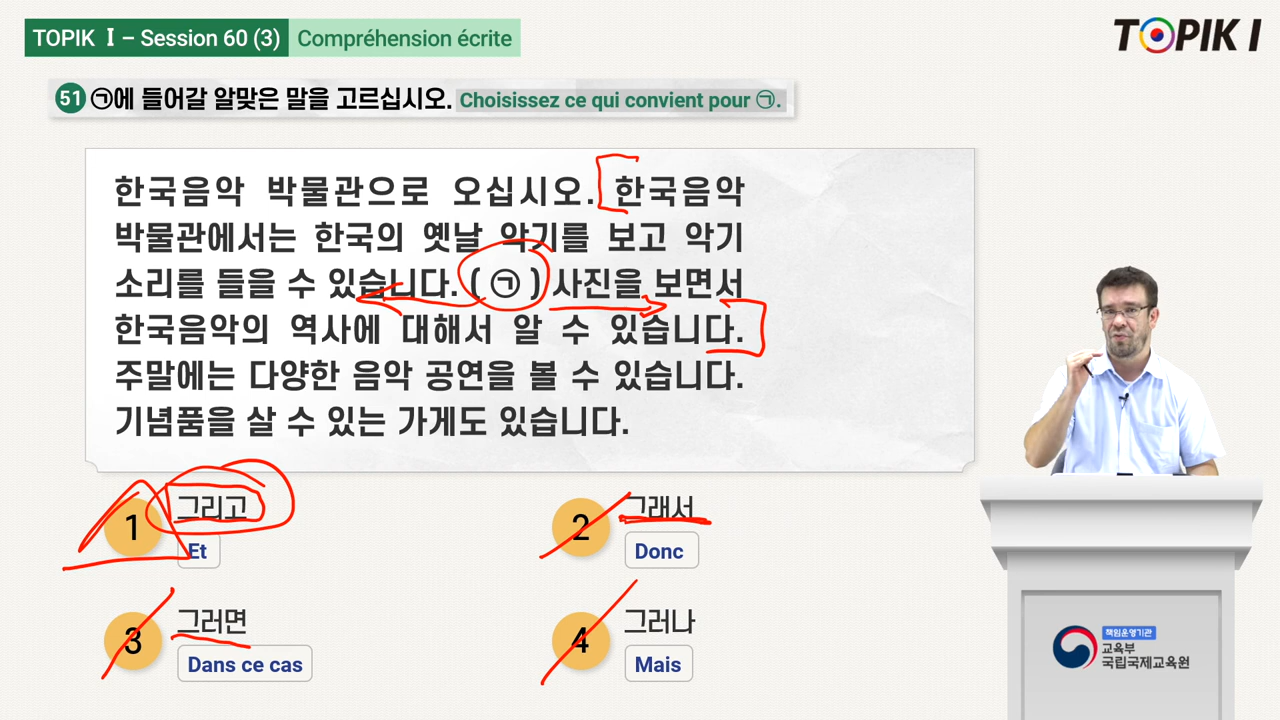 TOPIK Ⅰ – Session 60 (3) Compréhension écrite
TOPIK I
51 ㉠에 들어갈 알맞은 말을 고르십시오. Choisissez ce qui convient pour ㉠.
한국음악 박물관으로 오십시오. 한국음악
박물관에서는 한국의 옛날 악기를 보고 악기
소리를 들을 수 있습니다. ( ㉠ ) 사진을 보면서
한국음악의 역사에 대해서 알 수 있습니다.
주말에는 다양한 음악 공연을 볼 수 있습니다.
기념품을 살 수 있는 가게도 있습니다.
1 그리고
Et
2 그래서
Donc
3 그러면
Dans ce cas
4 그러나
Mais
책임운영기관
교육부
국립국제교육원